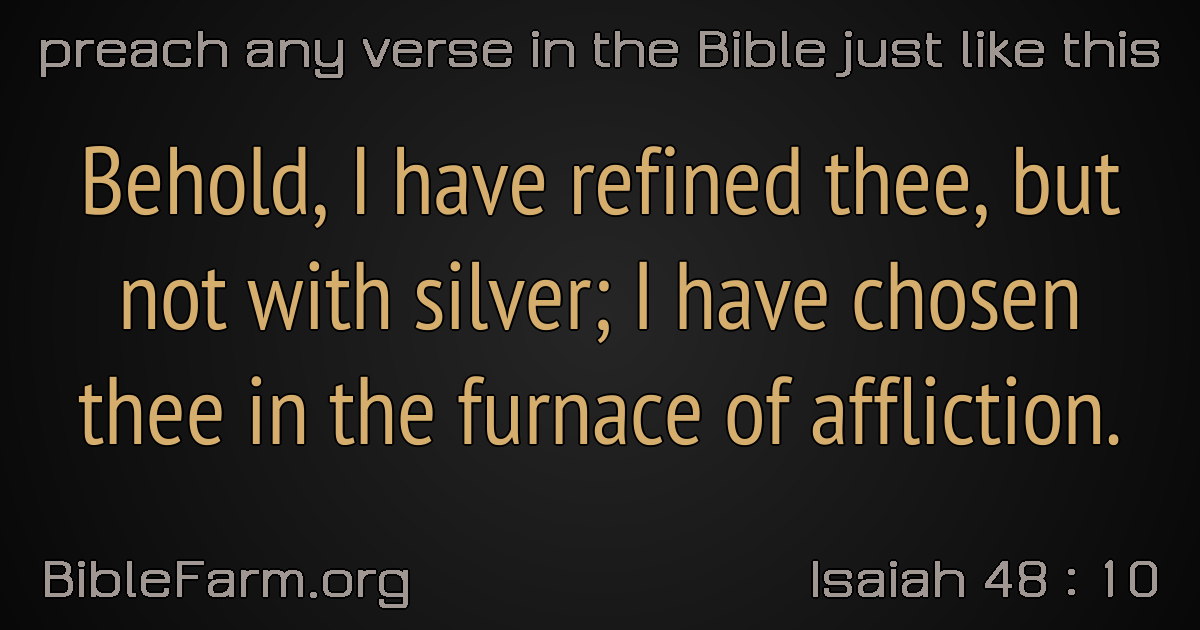 preach any verse in the Bible just like this
Behold, I have refined thee, but
not with silver; I have chosen
thee in the furnace of affliction.
BibleFarm.org
Isaiah 48 : 10